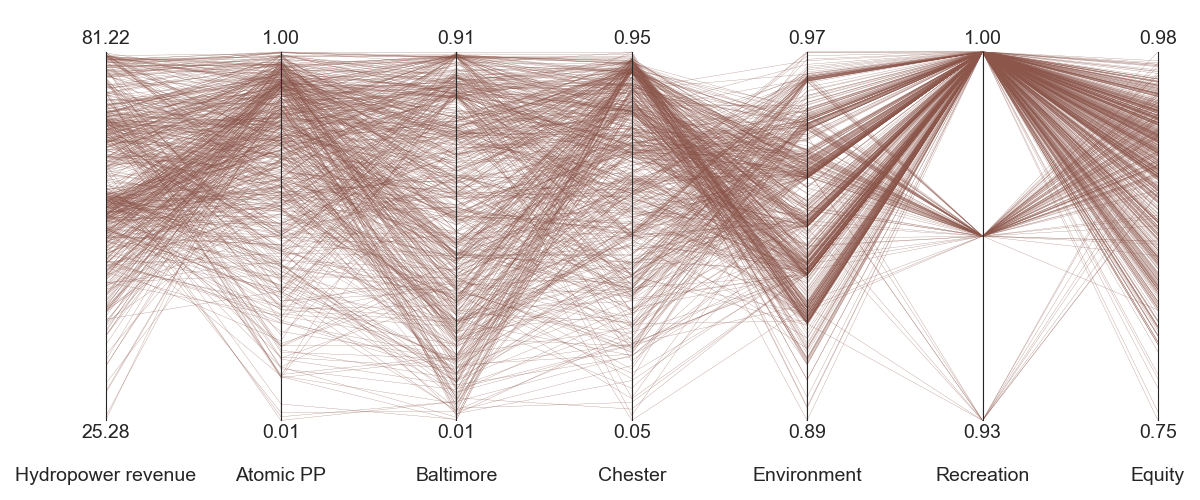 81.22 1.00 0.91 0.95 0.97 1.00 0.98
25.28 0.01 0.01 0.05 0.89 0.93 0.75
Hydropower revenue Atomic PP Baltimore Chester Environment Recreation Equity